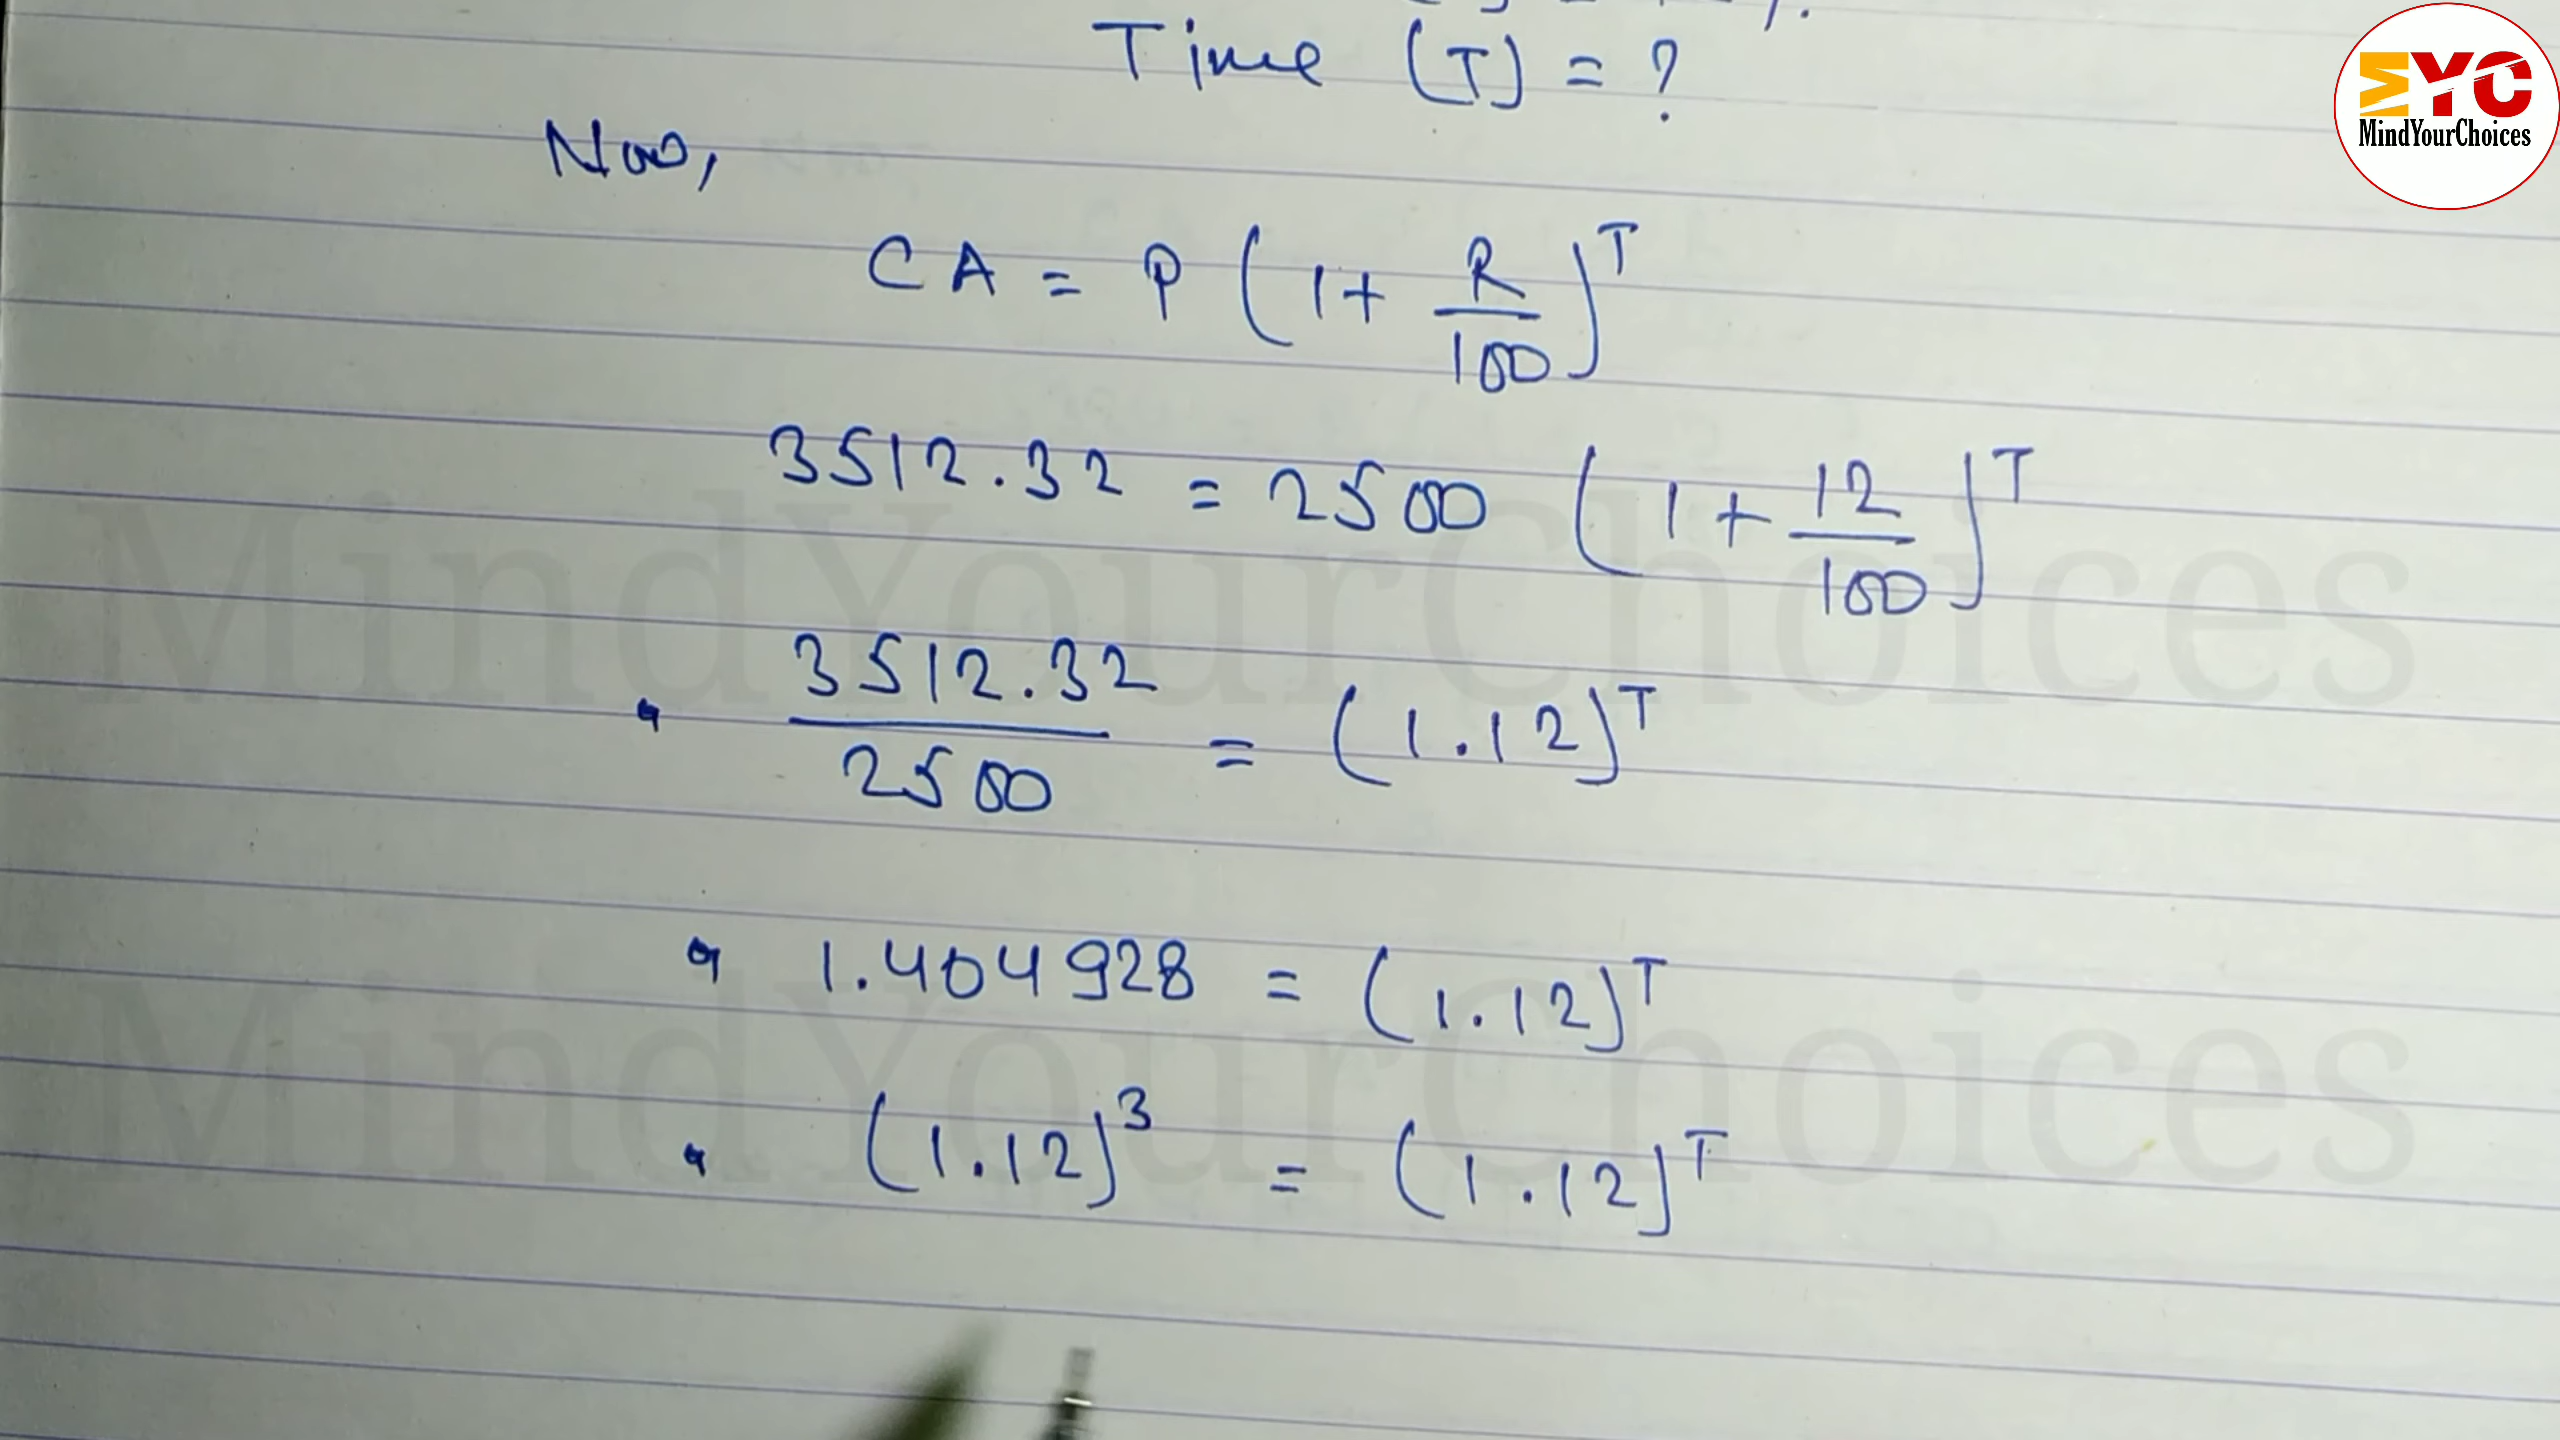 Time (T) = ?
MYC
MindYourChoices
Now,
CA = P (1 + R/100)^T
3512.32 = 2500 (1 + 12/100)^T
3512.32/2500 = (1.12)^T
1.404928 = (1.12)^T
(1.12)^3 = (1.12)^T
MindYourChoices
MindYourChoices